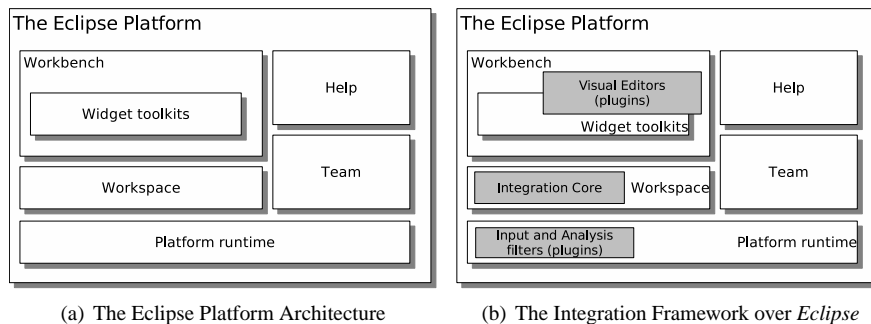 The Eclipse Platform
Workbench
Widget toolkits
Help
Workspace
Team
Platform runtime
(a) The Eclipse Platform Architecture
The Eclipse Platform
Workbench
Visual Editors
(plugins)
Widget toolkits
Help
Integration Core
Workspace
Team
Input and Analysis
filters (plugins)
Platform runtime
(b) The Integration Framework over Eclipse